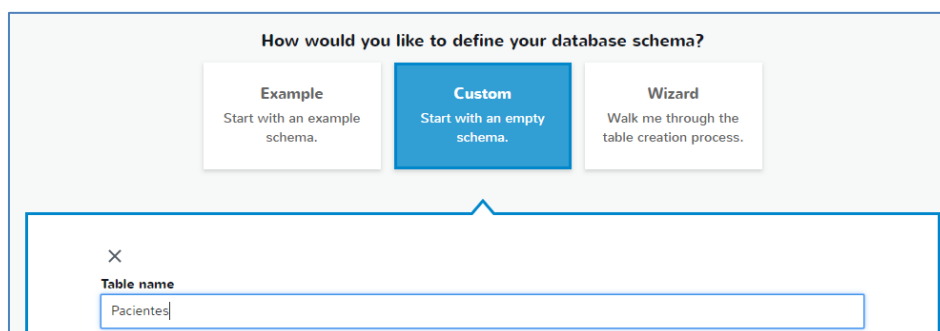 How would you like to define your database schema?
Example
Start with an example
schema.
Custom
Start with an empty
schema.
Wizard
Walk me through the
table creation process.
Table name
Pacientes